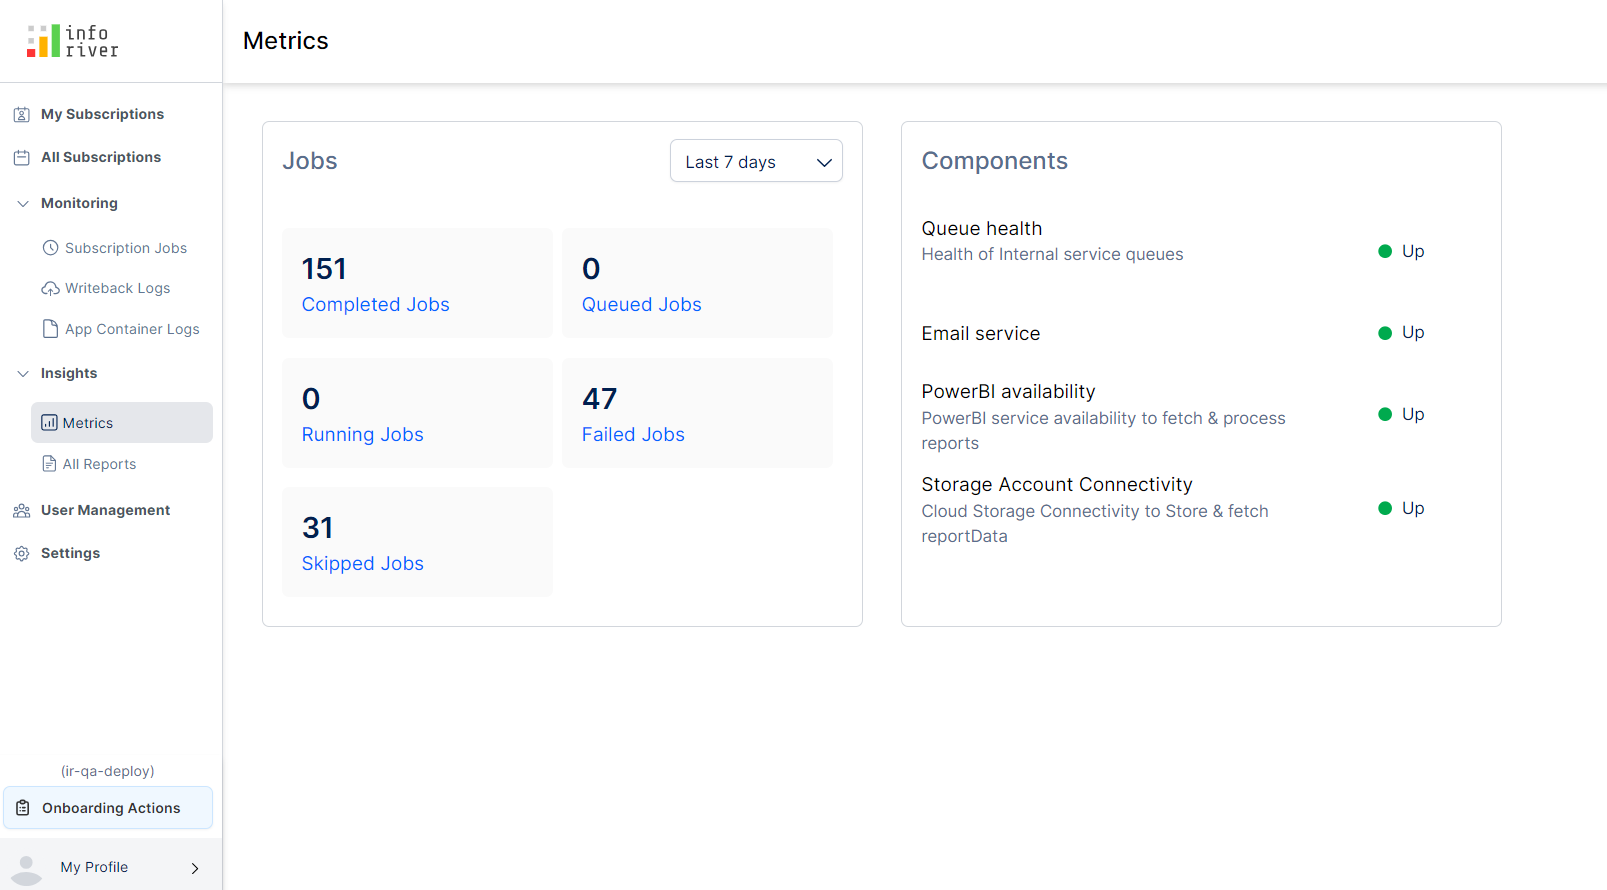 info
river
Metrics
My Subscriptions
All Subscriptions
Monitoring
Subscription Jobs
Writeback Logs
App Container Logs
Insights
Metrics
All Reports
User Management
Settings
(ir-qa-deploy)
Onboarding Actions
My Profile
Jobs
Last 7 days
151
Completed Jobs
0
Queued Jobs
0
Running Jobs
47
Failed Jobs
31
Skipped Jobs
Components
Queue health
Health of Internal service queues
Up
Email service
Up
PowerBI availability
PowerBI service availability to fetch & process
reports
Up
Storage Account Connectivity
Cloud Storage Connectivity to Store & fetch
reportData
Up